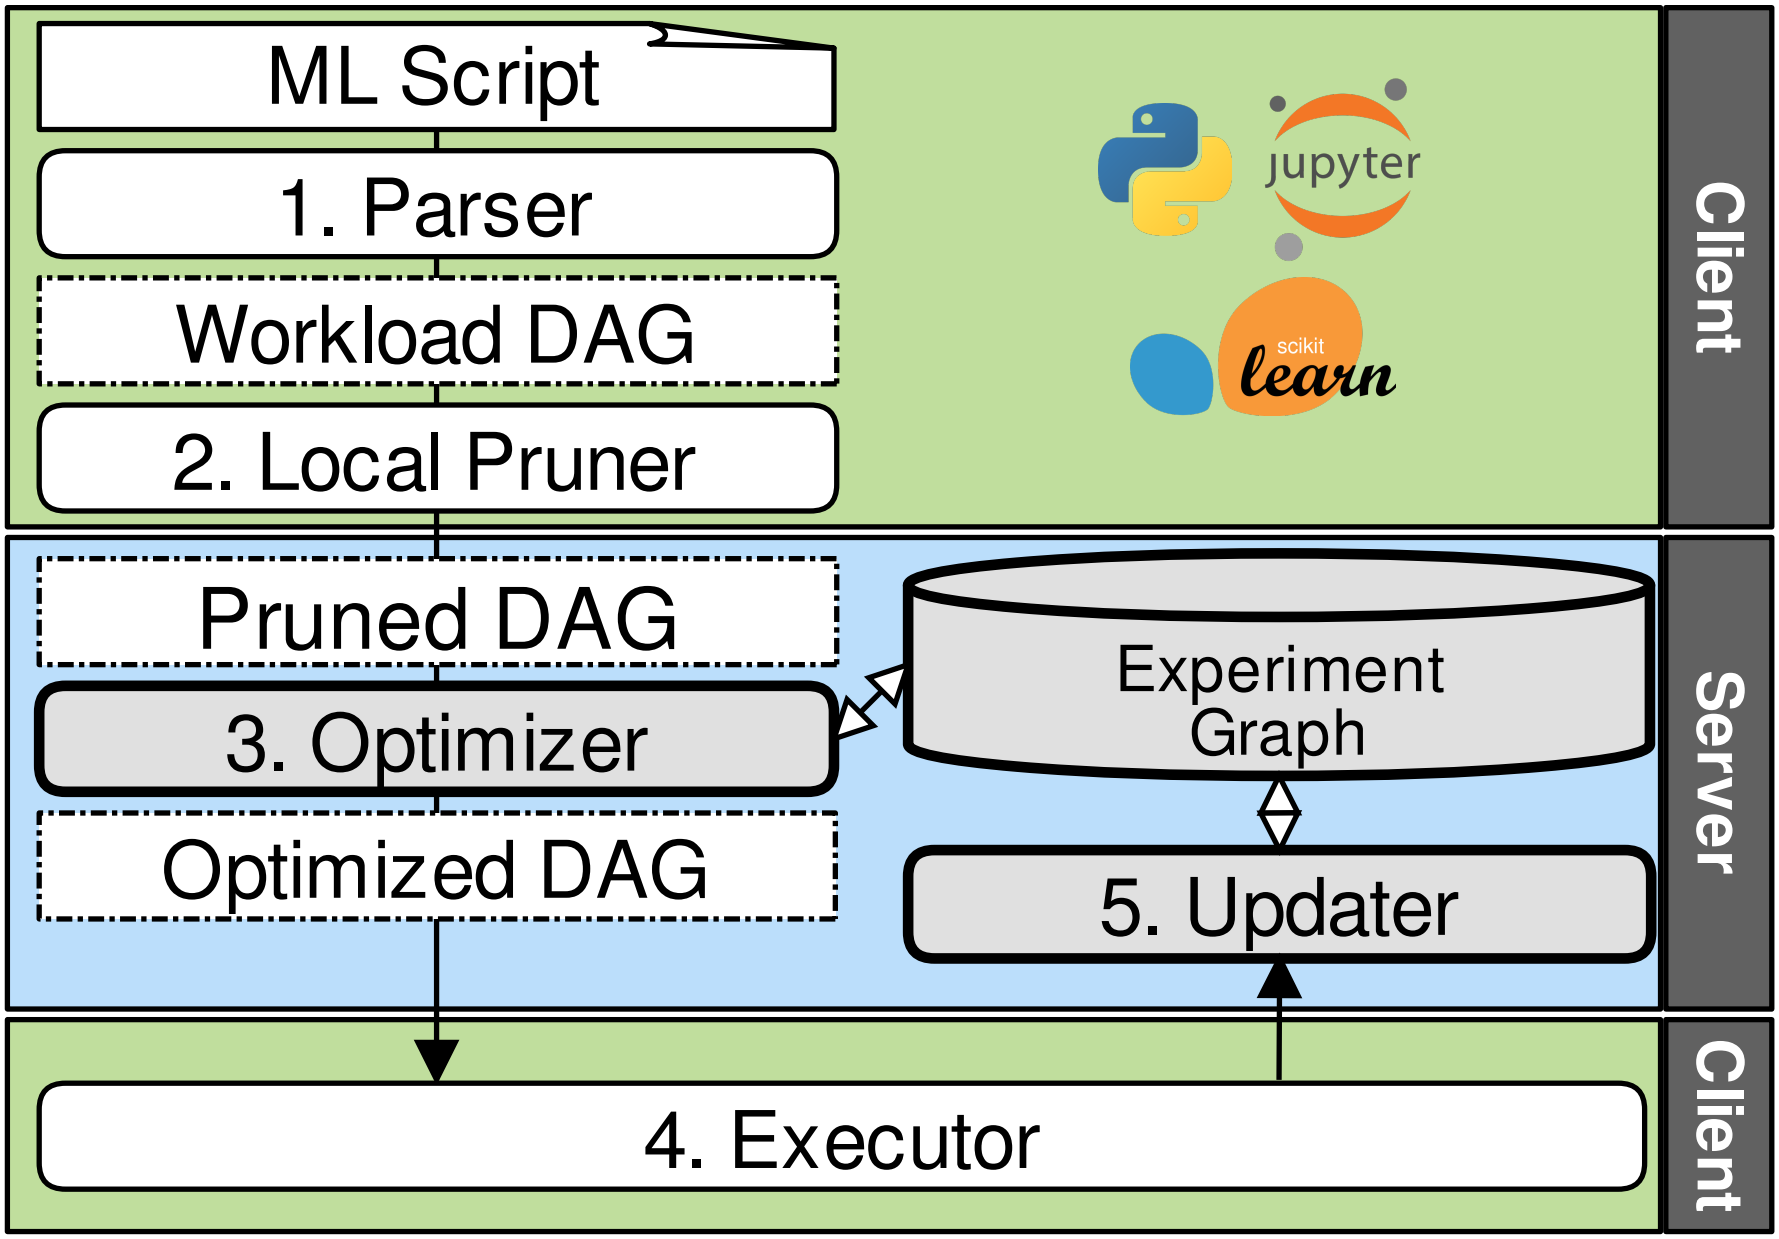 ML Script
1. Parser
Workload DAG
2. Local Pruner
jupyter
scikit
learn
Client
Pruned DAG
3. Optimizer
Optimized DAG
Experiment
Graph
5. Updater
Server
4. Executor
Client